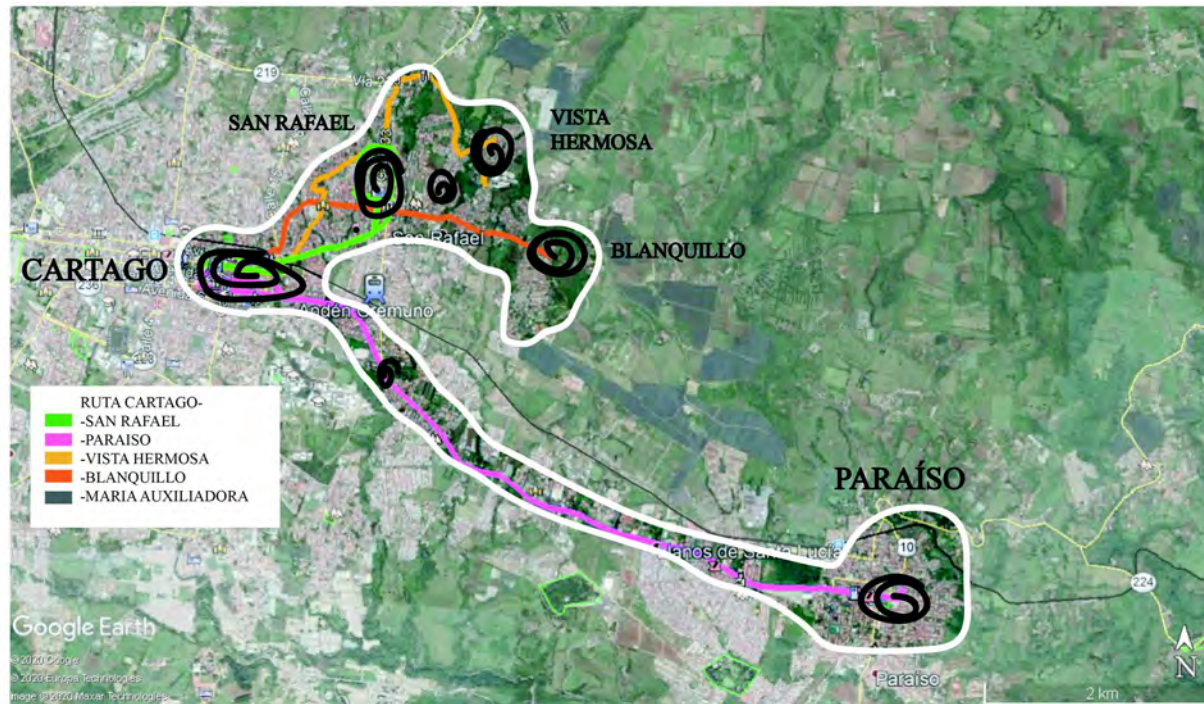 219
SAN RAFAEL
VISTA
HERMOSA
San Rafael
BLANQUILLO
CARTAGO
236
Andén Cremuno
RUTA CARTAGO-
-SAN RAFAEL
-PARAISO
-VISTA HERMOSA
-BLANQUILLO
-MARIA AUXILIADORA
PARAÍSO
10
lanos de Santa Lucía
224
Google Earth
© 2020 Google
© 2020 Europa Technologies
Image © 2020 Maxar Technologies
Paraíso
N
2 km